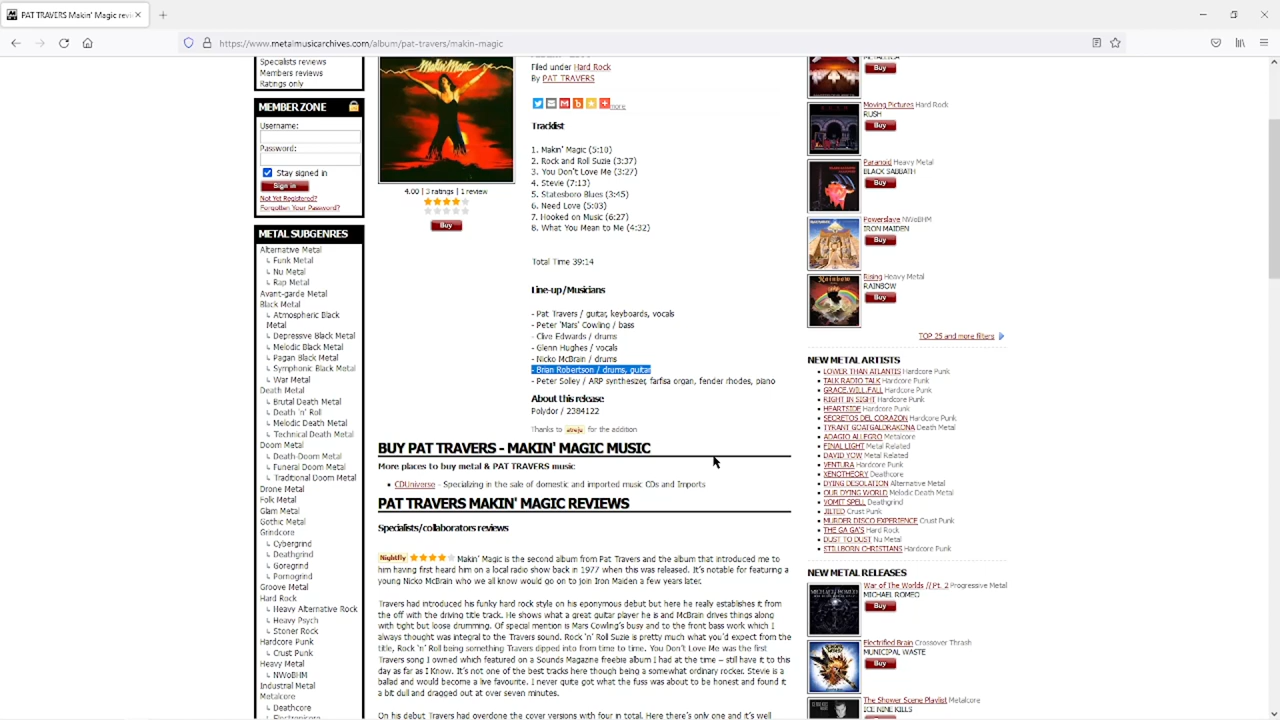 PAT TRAVERS Makin' Magic revi
https://www.metalmusicarchives.com/album/pat-travers/makin-magic
Specialists reviews
Members reviews
Ratings only
MEMBER ZONE
Username:
Password:
Stay signed in
Sign in
Not Yet Registered?
Forgotten Your Password?
METAL SUBGENRES
Alternative Metal
↳ Funk Metal
↳ Nu Metal
↳ Rap Metal
Avant-garde Metal
Black Metal
↳ Atmospheric Black
Metal
↳ Depressive Black Metal
↳ Melodic Black Metal
↳ Pagan Black Metal
↳ Symphonic Black Metal
↳ War Metal
Death Metal
↳ Brutal Death Metal
↳ Death 'n' Roll
↳ Melodic Death Metal
↳ Technical Death Metal
Doom Metal
↳ Death-Doom Metal
↳ Funeral Doom Metal
↳ Traditional Doom Metal
Drone Metal
Folk Metal
Glam Metal
Gothic Metal
Grindcore
↳ Cybergrind
↳ Deathgrind
↳ Goregrind
↳ Pornogrind
Groove Metal
Hard Rock
↳ Heavy Alternative Rock
↳ Heavy Psych
↳ Stoner Rock
Hardcore Punk
↳ Crust Punk
Heavy Metal
↳ NWoBHM
Industrial Metal
Metalcore
↳ Deathcore
↳ Electronicore
Makin' Magic
4.00 | 3 ratings | 1 review
Buy
Filed under Hard Rock
By PAT TRAVERS
more
Tracklist
1. Makin' Magic (5:10)
2. Rock and Roll Suzie (3:37)
3. You Don't Love Me (3:27)
4. Stevie (7:13)
5. Statesboro Blues (3:45)
6. Need Love (5:03)
7. Hooked on Music (6:27)
8. What You Mean to Me (4:32)
Total Time 39:14
Line-up/Musicians
- Pat Travers / guitar, keyboards, vocals
- Peter 'Mars' Cowling / bass
- Clive Edwards / drums
- Glenn Hughes / vocals
- Nicko McBrain / drums
- Brian Robertson / drums, guitar
- Peter Solley / ARP synthesizer, farfisa organ, fender rhodes, piano
About this release
Polydor / 2384122
Thanks to for the addition
BUY PAT TRAVERS - MAKIN' MAGIC MUSIC
More places to buy metal & PAT TRAVERS music
• CDUniverse - Specializing in the sale of domestic and imported music CDs and Imports
PAT TRAVERS MAKIN' MAGIC REVIEWS
Specialists/collaborators reviews
Nightfly Makin' Magic is the second album from Pat Travers and the album that introduced me to
him having first heard him on a local radio show back in 1977 when this was released. It's notable for featuring a
young Nicko McBrain who we all know would go on to join Iron Maiden a few years later.
Travers had introduced his funky hard rock style on his eponymous debut but here he really establishes it from
the off with the driving title track. He shows what a great guitar player he is and McBrain drives things along
with tight but loose drumming. Of special mention is Mars Cowling's busy and to the front bass work which I
always thought was integral to the Travers sound. Rock 'n' Roll Suzie is pretty much what you'd expect from the
title, Rock 'n' Roll being something Travers dipped into from time to time. You Don't Love Me was the first
Travers song I owned which featured on a Sounds Magazine freebie album I had at the time – still have it to this
day as far as I Know. It's not one of the best tracks here though being a somewhat ordinary rocker. Stevie is a
ballad and would become a live favourite. I never quite got what the fuss was about to be honest and found it
a bit dull and dragged out at over seven minutes.
On his debut Travers had overdone the cover versions with four in total. Here there's only one and it's well
METALLICA
Buy
Moving Pictures Hard Rock
RUSH
Buy
Paranoid Heavy Metal
BLACK SABBATH
Buy
Powerslave NWoBHM
IRON MAIDEN
Buy
Rising Heavy Metal
RAINBOW
Buy
TOP 25 and more filters
NEW METAL ARTISTS
• LOWER THAN ATLANTIS Hardcore Punk
• TALK RADIO TALK Hardcore Punk
• GRACE.WILL.FALL Hardcore Punk
• RIGHT IN SIGHT Hardcore Punk
• HEARTSIDE Hardcore Punk
• SECRETOS DEL CORAZON Hardcore Punk
• TYRANT GOATGALDRAKONA Death Metal
• ADAGIO ALLEGRO Metalcore
• FINAL LIGHT Metal Related
• DAVID YOW Metal Related
• VENTURA Hardcore Punk
• XENOTHEORY Deathcore
• DYING DESOLATION Alternative Metal
• OUR DYING WORLD Melodic Death Metal
• VOMIT SPELL Deathgrind
• JILTED Crust Punk
• MURDER DISCO EXPERIENCE Crust Punk
• THE GA GA'S Hard Rock
• DUST TO DUST Nu Metal
• STILLBORN CHRISTIANS Hardcore Punk
NEW METAL RELEASES
War of The Worlds // Pt. 2 Progressive Metal
MICHAEL ROMEO
Buy
Electrified Brain Crossover Thrash
MUNICIPAL WASTE
Buy
The Shower Scene Playlist Metalcore
ICE NINE KILLS